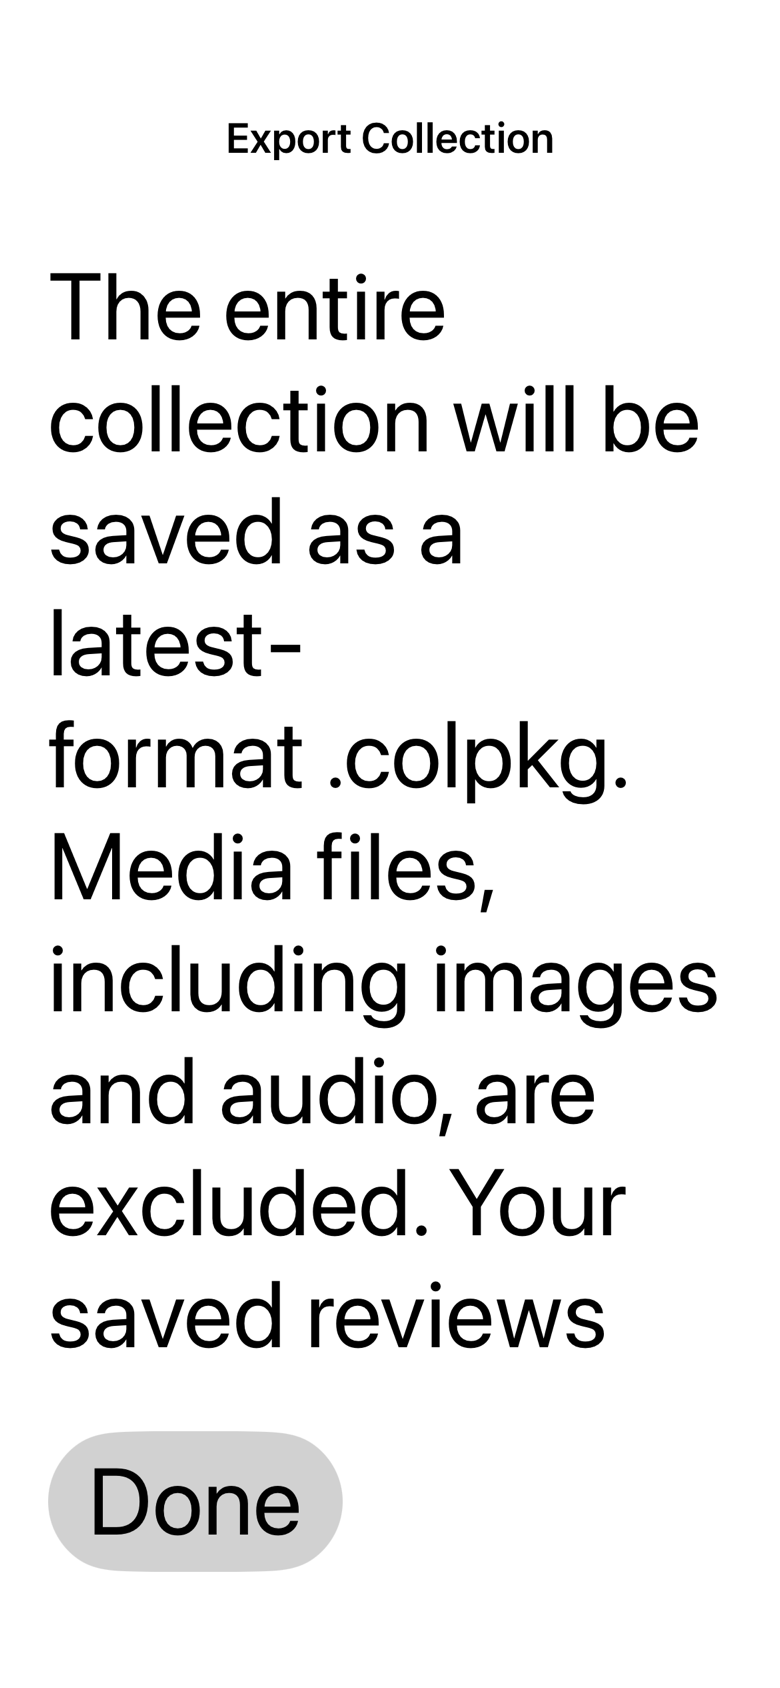 Export Collection
The entire
collection will be
saved as a
latest-
format .colpkg.
Media files,
including images
and audio, are
excluded. Your
saved reviews
Done